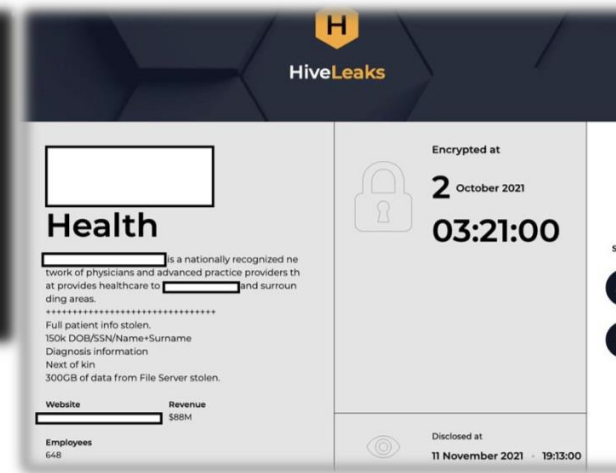 H
HiveLeaks
Health
is a nationally recognized ne
twork of physicians and advanced practice providers th
at provides healthcare to and surroun
ding areas.
++++++++++++++++++++++++++++++++
Full patient info stolen.
150k DOB/SSN/Name+Surname
Diagnosis information
Next of kin
300GB of data from File Server stolen.
Website Revenue
$88M
Employees
648
Encrypted at
2 October 2021
03:21:00
Disclosed at
11 November 2021 19:13:00